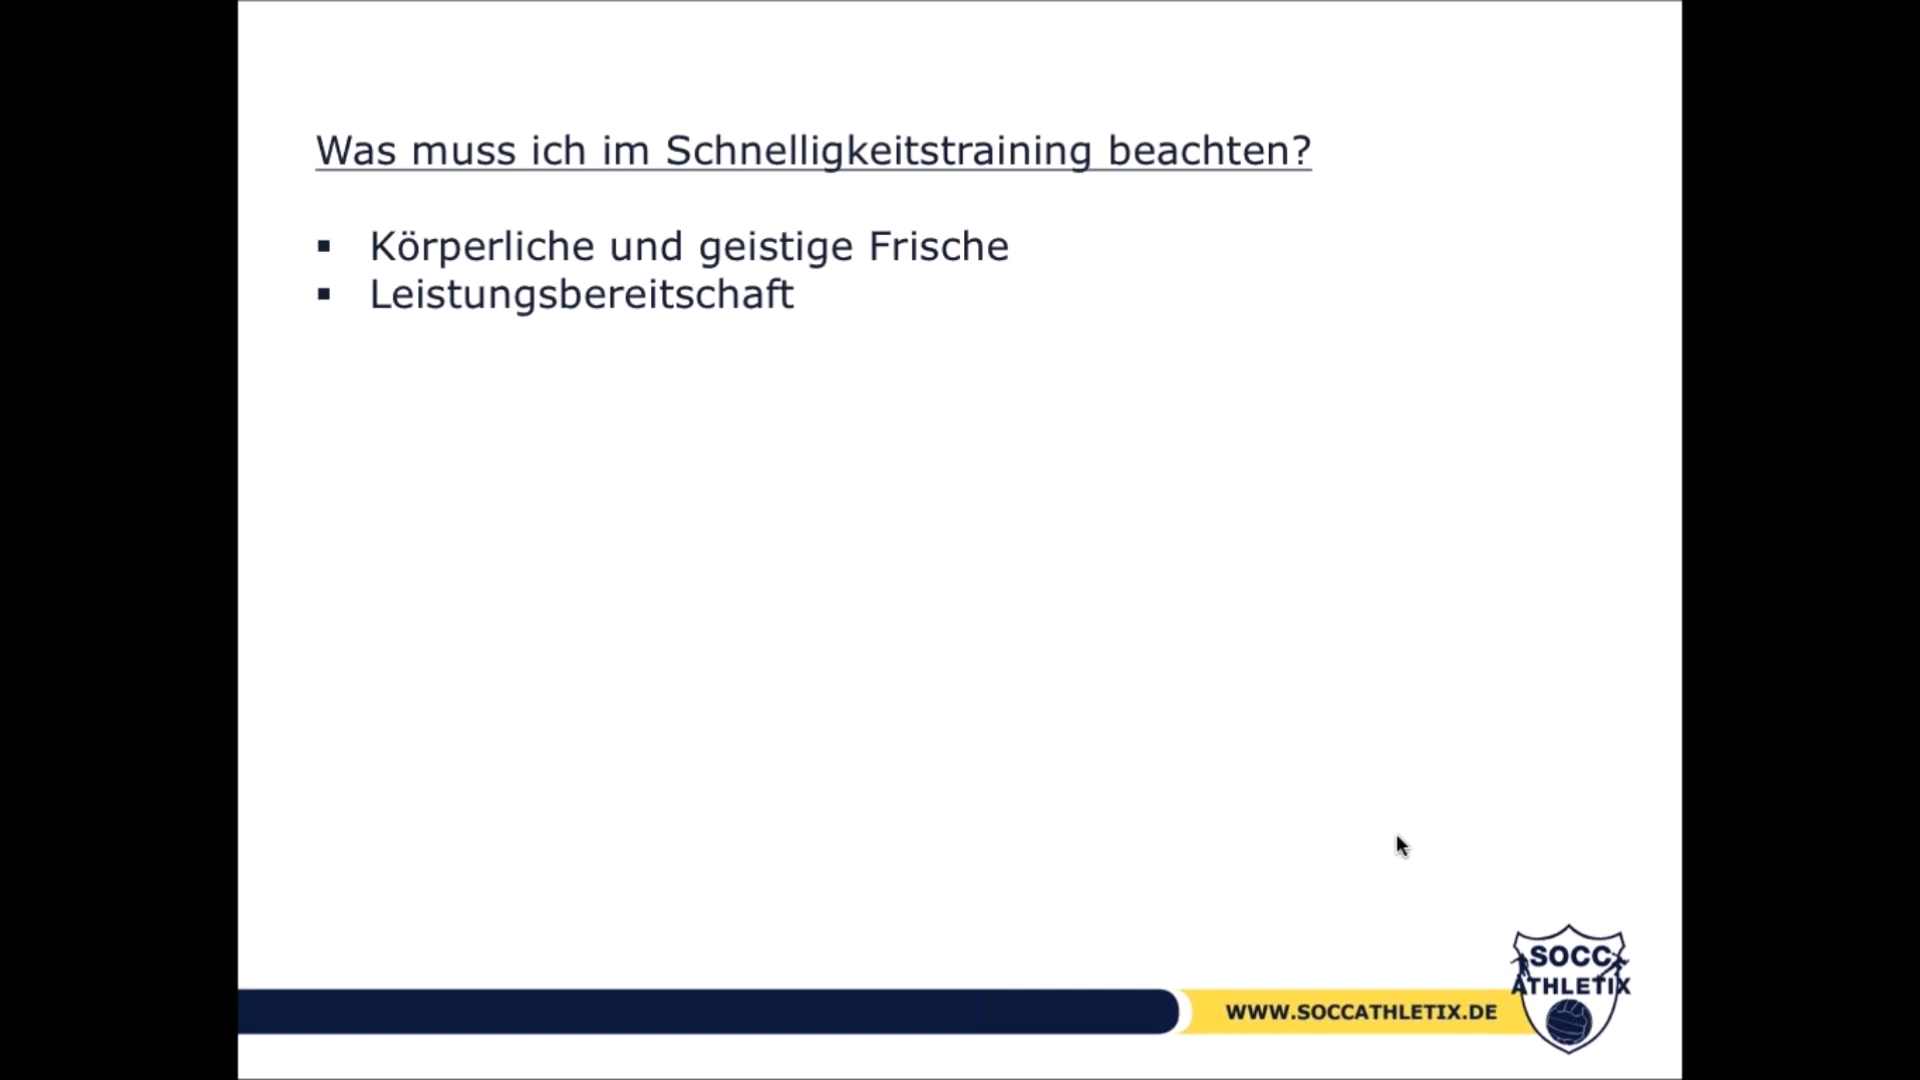 Was muss ich im Schnelligkeitstraining beachten?
▪ Körperliche und geistige Frische
▪ Leistungsbereitschaft
WWW.SOCCATHLETIX.DE
SOCC
ATHLETIX